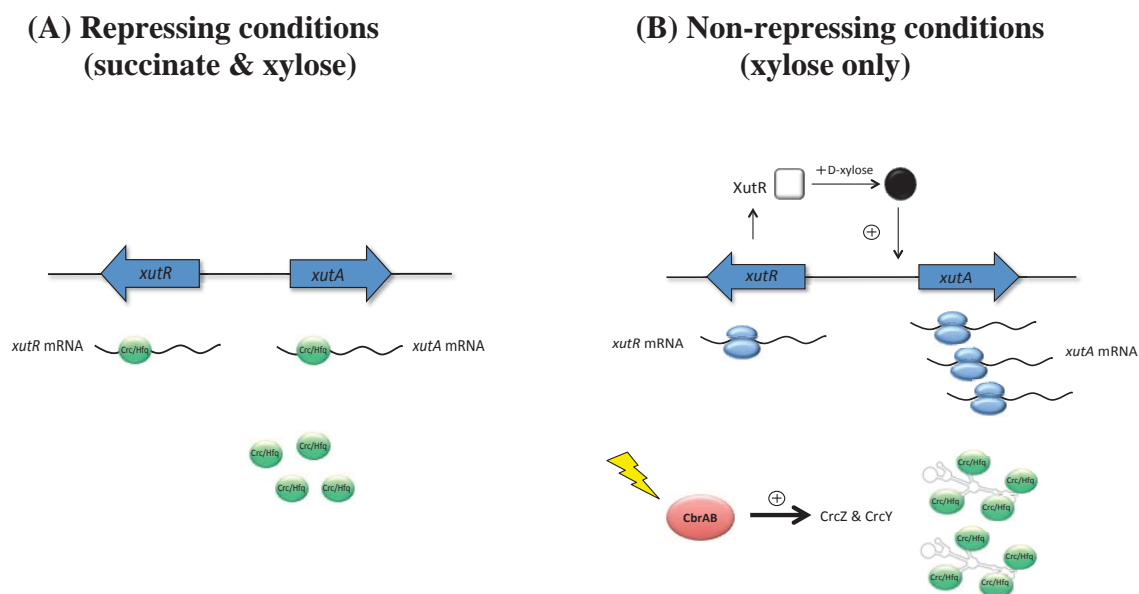 (A) Repressing conditions
(succinate & xylose)
xutR
xutA
xutR mRNA
Crc/Hfq
Crc/Hfq
xutA mRNA
Crc/Hfq
Crc/Hfq
Crc/Hfq
Crc/Hfq
(B) Non-repressing conditions
(xylose only)
XutR
+D-xylose
+
xutR
xutA
xutR mRNA
xutA mRNA
CbrAB
+
CrcZ & CrcY
Crc/Hfq
Crc/Hfq
Crc/Hfq
Crc/Hfq
Crc/Hfq
Crc/Hfq
Crc/Hfq
Crc/Hfq